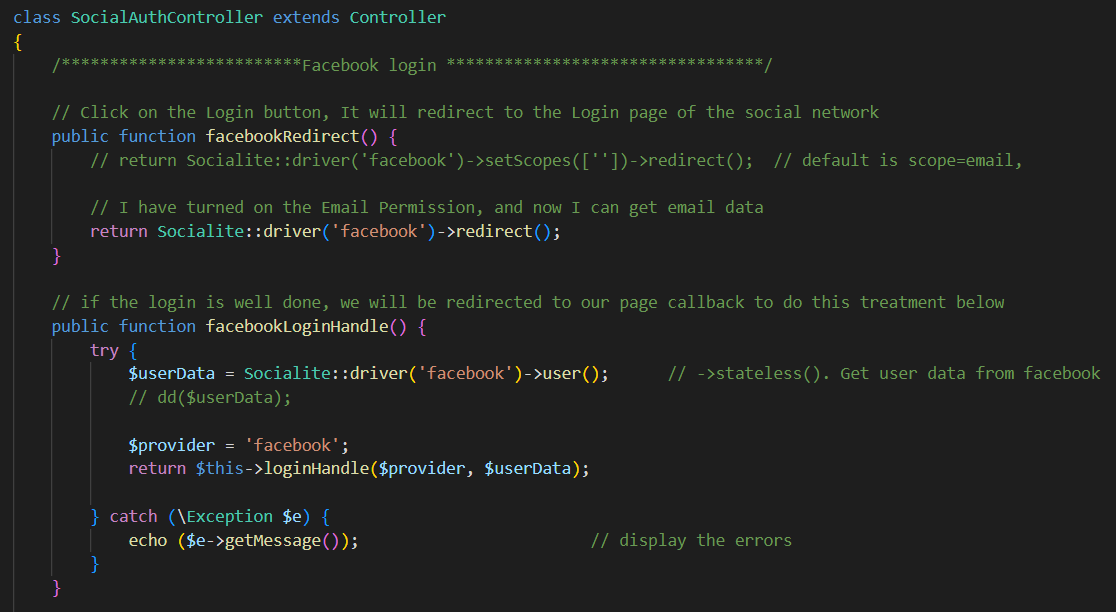 class SocialAuthController extends Controller
{
    /*************************Facebook login *********************************/
    // Click on the Login button, It will redirect to the Login page of the social network
    public function facebookRedirect() {
        // return Socialite::driver('facebook')->setScopes([''])->redirect();  // default is scope=email,
        // I have turned on the Email Permission, and now I can get email data
        return Socialite::driver('facebook')->redirect();
    }
    // if the login is well done, we will be redirected to our page callback to do this treatment below
    public function facebookLoginHandle() {
        try {
            $userData = Socialite::driver('facebook')->user();      // ->stateless(). Get user data from facebook
            // dd($userData);
            $provider = 'facebook';
            return $this->loginHandle($provider, $userData);
        } catch (\Exception $e) {
            echo ($e->getMessage());                        // display the errors
        }
    }